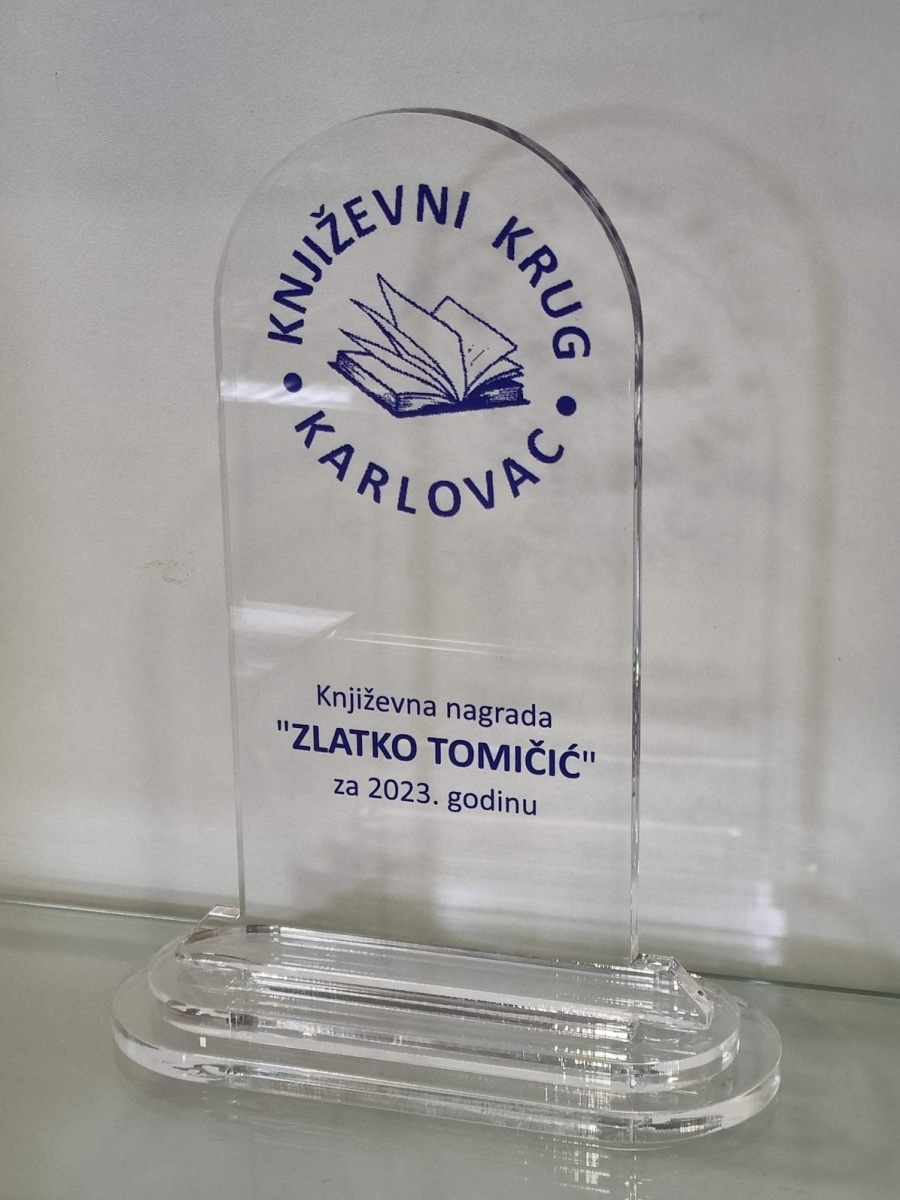 KNJIŽEVNI KRUG
• KARLOVAC •
Književna nagrada
"ZLATKO TOMIČIĆ"
za 2023. godinu